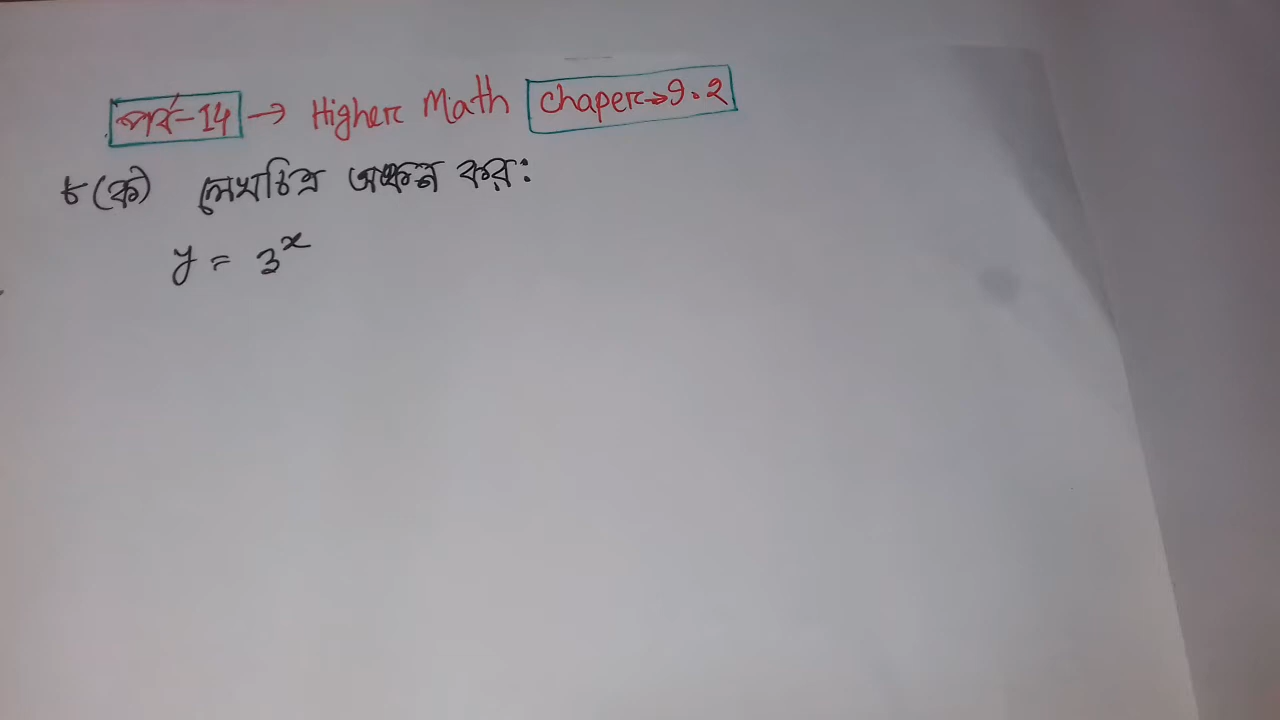 পর্ব-14 → Higher Math Chaper→9.2
৮(ক) লেখচিত্র অঙ্কন কর:
y = 3^x